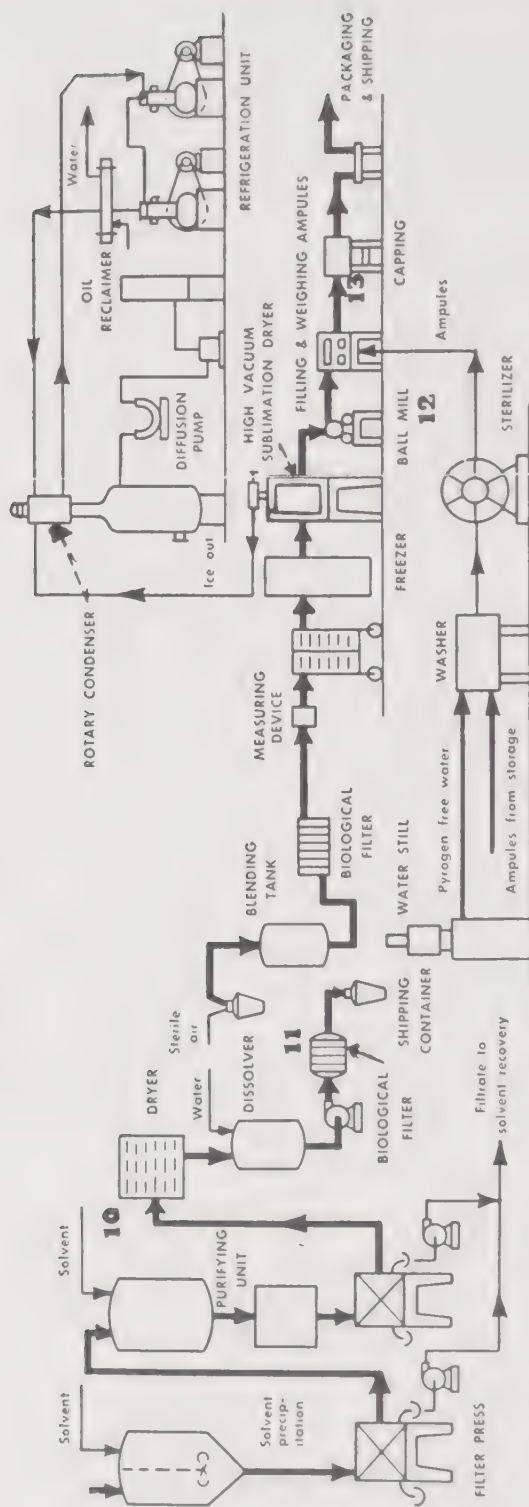 Solvent
Solvent
Solvent
precip-
itation
FILTER PRESS
PURIFYING
UNIT
10
DRYER
Water
DISSOLVER
Filtrate to
solvent recovery
11
BIOLOGICAL
FILTER
SHIPPING
CONTAINER
Sterile
air
BLENDING
TANK
BIOLOGICAL
FILTER
MEASURING
DEVICE
FREEZER
HIGH VACUUM
SUBLIMATION DRYER
BALL MILL
12
FILLING & WEIGHING AMPULES
13
CAPPING
PACKAGING
& SHIPPING
ROTARY CONDENSER
Ice out
DIFFUSION
PUMP
OIL
RECLAIMER
Water
REFRIGERATION UNIT
WATER STILL
Pyrogen free water
Ampules from storage
WASHER
STERILIZER
Ampules